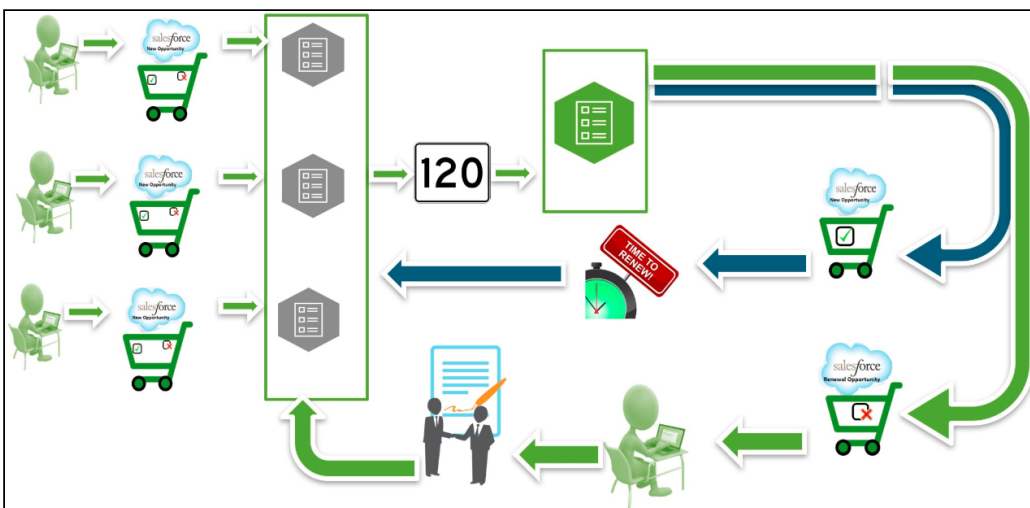 salesforce
New Opportunity
salesforce
New Opportunity
120
salesforce
New Opportunity
TIME TO
RENEW!
salesforce
New Opportunity
salesforce
Renewal Opportunity